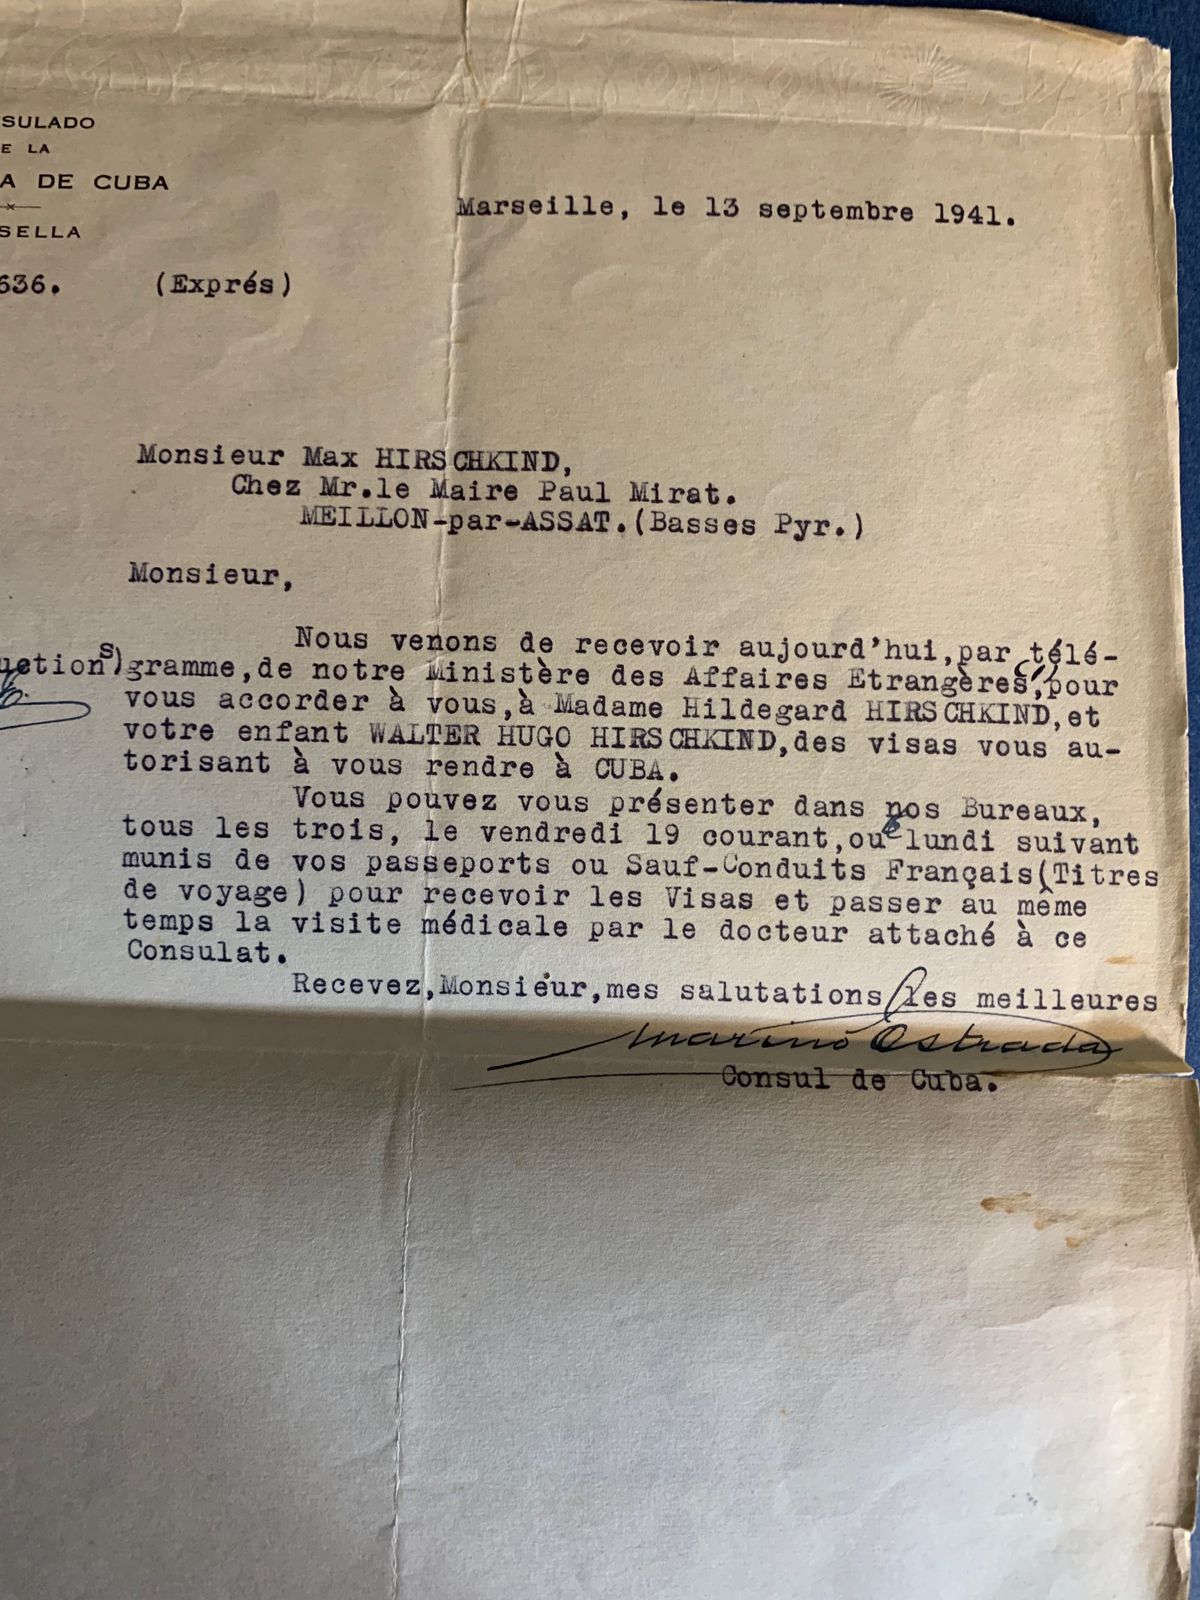 SULADO
E LA
A DE CUBA
SELLA
Marseille, le 13 septembre 1941.
636. (Exprés)
Monsieur Max HIRSCHKIND,
Chez Mr.le Maire Paul Mirat.
MEILLON-par-ASSAT.(Basses Pyr.)
Monsieur,
Nous venons de recevoir aujourd'hui,par télé-
uctions)gramme,de notre Ministère des Affaires Etrangères,pour
vous accorder à vous,à Madame Hildegard HIRSCHKIND,et
votre enfant WALTER HUGO HIRSCHKIND,des visas vous au-
torisant à vous rendre à CUBA.
Vous pouvez vous présenter dans nos Bureaux,
tous les trois, le vendredi 19 courant,ou le lundi suivant
munis de vos passeports ou Sauf-Conduits Français(Titres
de voyage) pour recevoir les Visas et passer au même
temps la visite médicale par le docteur attaché à ce
Consulat.
Recevez,Monsieur,mes salutations les meilleures
Marino Estrada
Consul de Cuba.